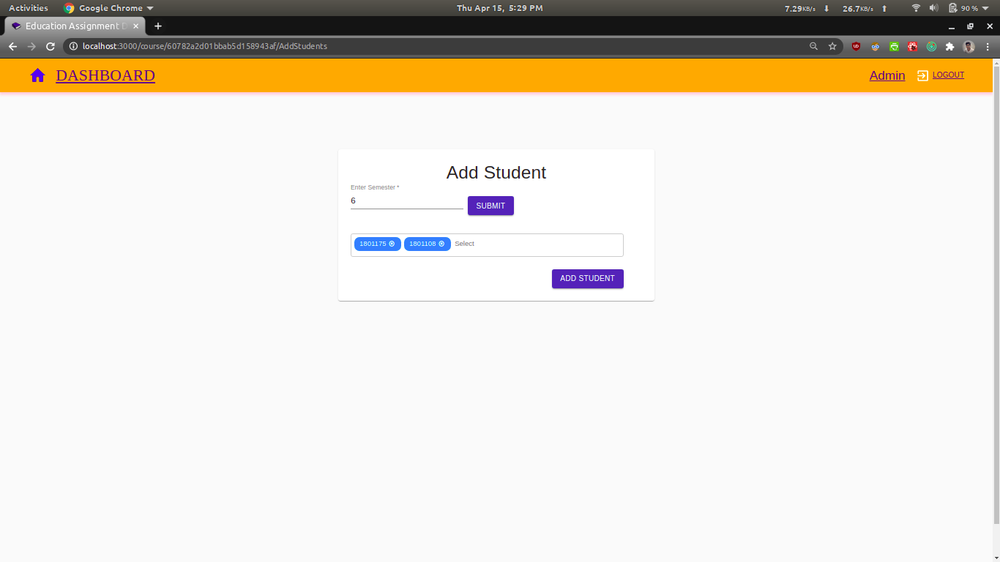 Activities Google Chrome Thu Apr 15, 5:29 PM 7.29KB/s ⬇ 26.7KB/s ⬆ 90 %
Education Assignment D
localhost:3000/course/60782a2d01bbab5d158943af/AddStudents
DASHBOARD Admin LOGOUT
Add Student
Enter Semester *
6 SUBMIT
1801175 1801108 Select
ADD STUDENT